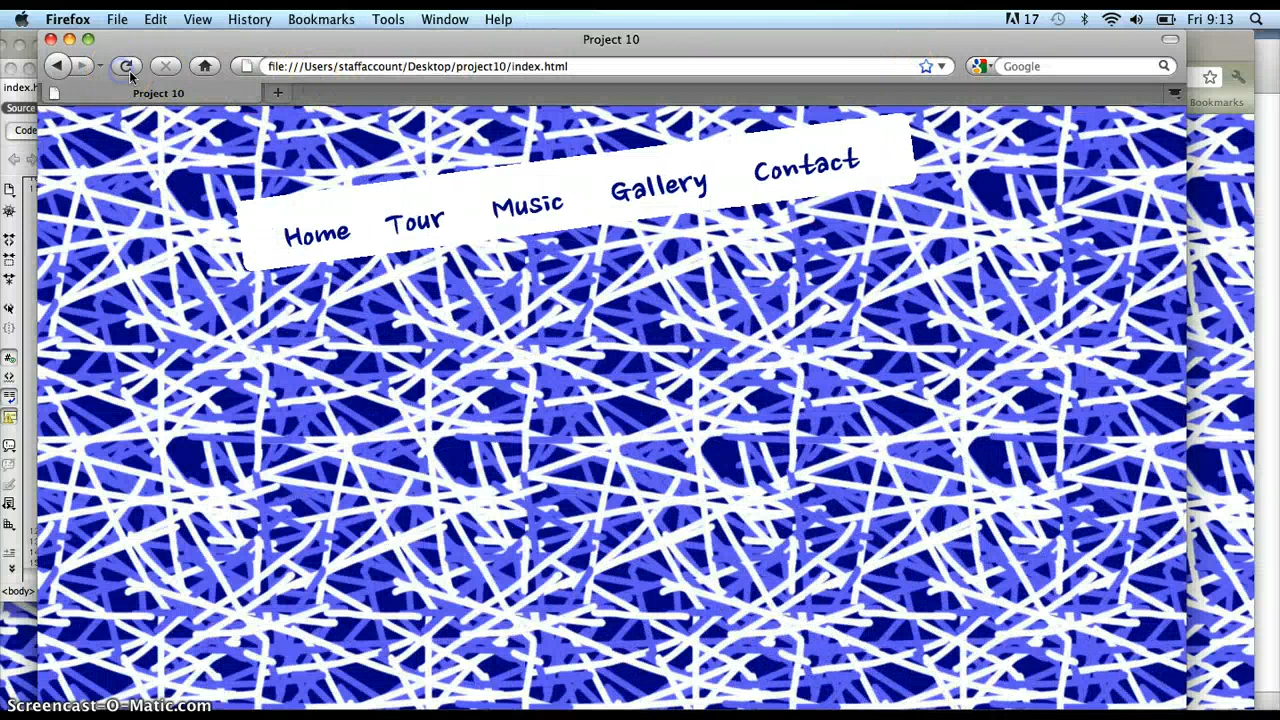 Firefox File Edit View History Bookmarks Tools Window Help 17 Fri 9:13
Project 10
file:///Users/staffaccount/Desktop/project10/index.html Google
index.h Project 10
Source Bookmarks
Code
Home Tour Music Gallery Contact
<body>
Screencast-O-Matic.com